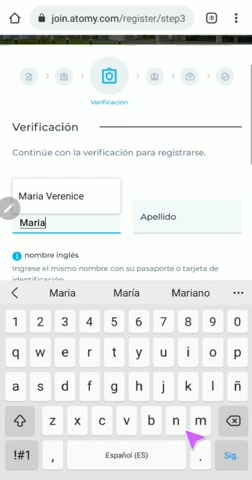 join.atomy.com/register/step3
:D
Verificación
Verificación
Continúe con la verificación para registrarse.
Maria Verenice
Maria
Apellido
nombre inglés
Ingrese el mismo nombre con su pasaporte o tarjeta de
identificación
Maria María Mariano
1 2 3 4 5 6 7 8 9 0
q w e r t y u i o p
a s d f g h j k l ñ
z x c v b n m
!#1 , Español (ES) . Sig.